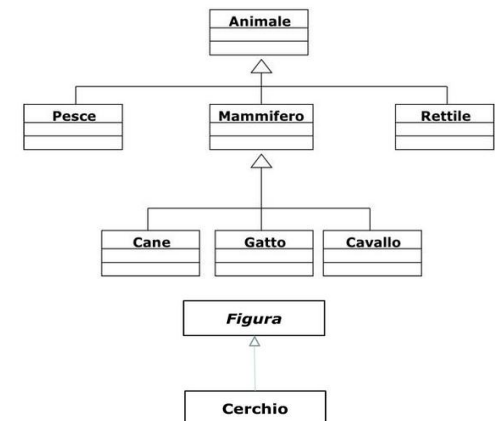 Animale
Pesce Mammifero Rettile
Cane Gatto Cavallo
Figura
Cerchio